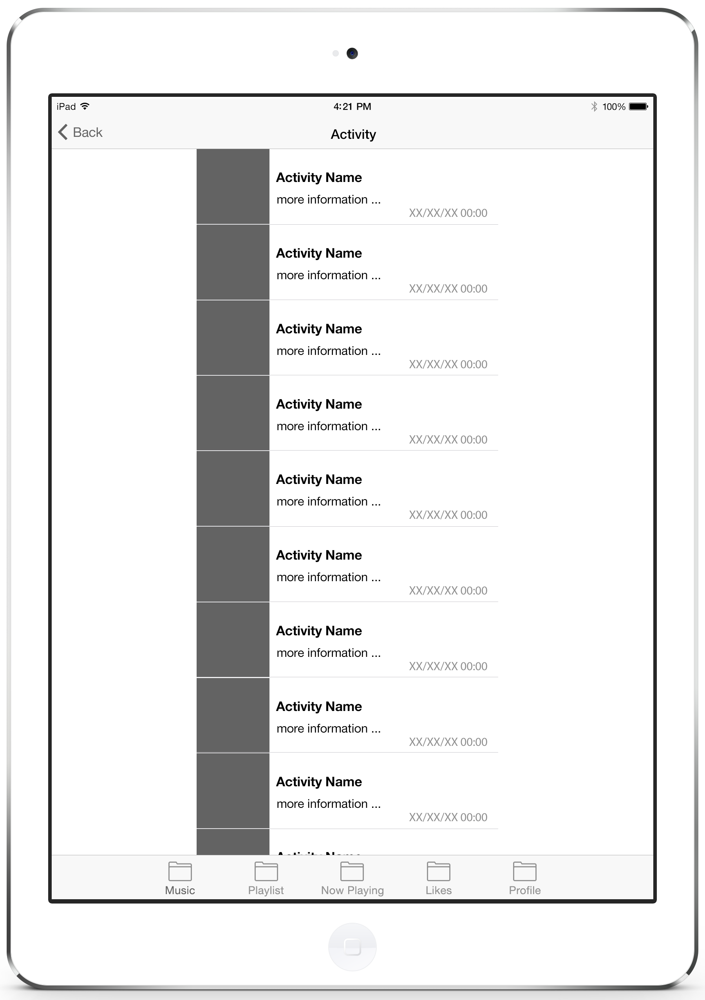 iPad 4:21 PM 100%
Back Activity
Activity Name
more information ...
XX/XX/XX 00:00
Activity Name
more information ...
XX/XX/XX 00:00
Activity Name
more information ...
XX/XX/XX 00:00
Activity Name
more information ...
XX/XX/XX 00:00
Activity Name
more information ...
XX/XX/XX 00:00
Activity Name
more information ...
XX/XX/XX 00:00
Activity Name
more information ...
XX/XX/XX 00:00
Activity Name
more information ...
XX/XX/XX 00:00
Activity Name
more information ...
XX/XX/XX 00:00
Activity Name
Music Playlist Now Playing Likes Profile